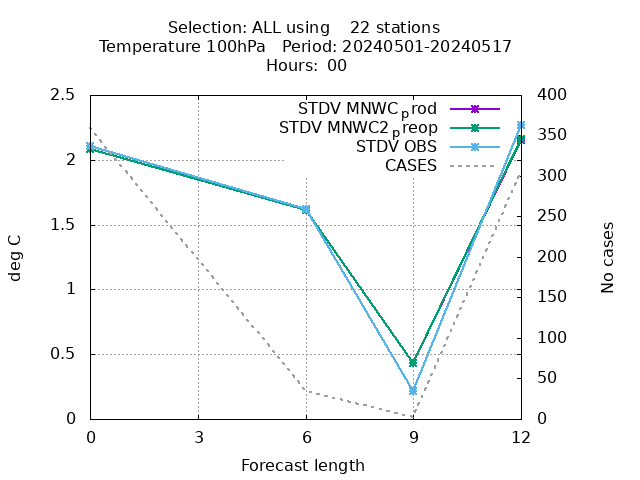 Selection: ALL using 22 stations
Temperature 100hPa Period: 20240501-20240517
Hours: 00
STDV MNWC_prod
STDV MNWC2_preop
STDV OBS
CASES
2.5
2
1.5
1
0.5
0
400
350
300
250
200
150
100
50
0
deg C
No cases
0 3 6 9 12
Forecast length